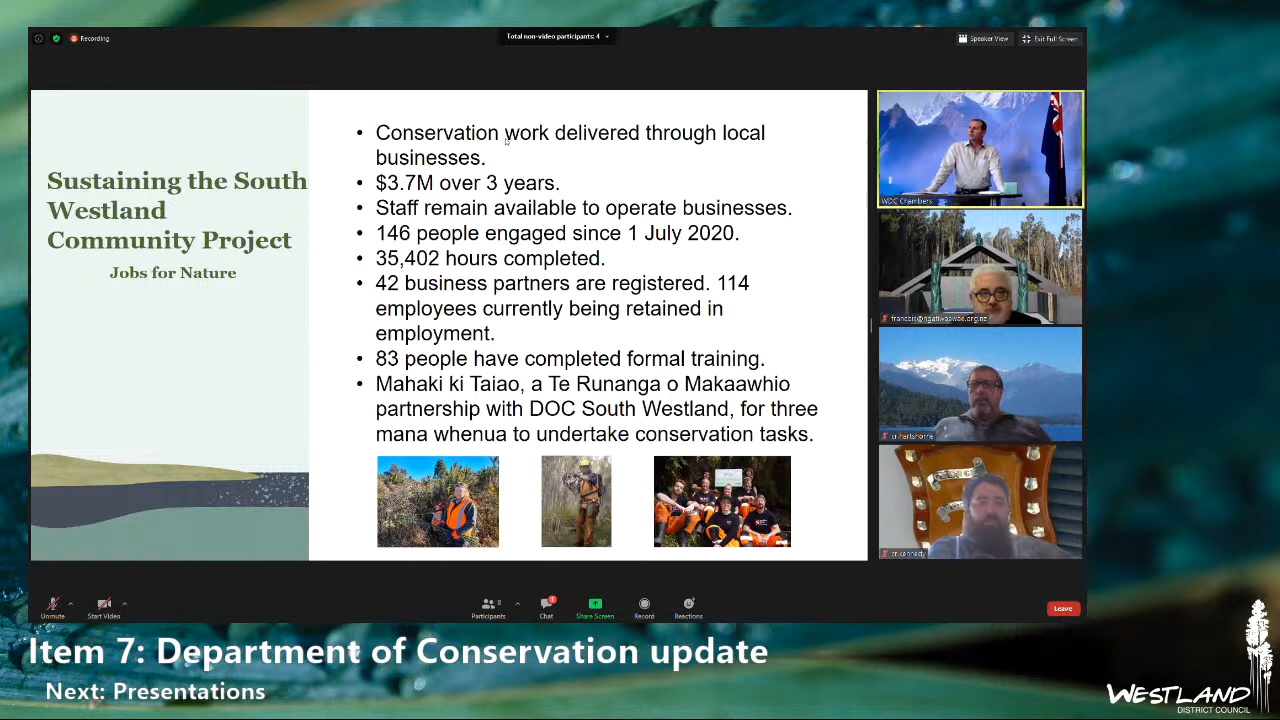 Recording
Total non-video participants: 4
Speaker View
Exit Full Screen
Sustaining the South
Westland
Community Project
Jobs for Nature
• Conservation work delivered through local
businesses.
• $3.7M over 3 years.
• Staff remain available to operate businesses.
• 146 people engaged since 1 July 2020.
• 35,402 hours completed.
• 42 business partners are registered. 114
employees currently being retained in
employment.
• 83 people have completed formal training.
• Mahaki ki Taiao, a Te Runanga o Makaawhio
partnership with DOC South Westland, for three
mana whenua to undertake conservation tasks.
WDC Chambers
francois@ngatiwaewae.org.nz
cr.hartshorne
cr.kennedy
Unmute
Start Video
Participants
8
Chat
1
Share Screen
Record
Reactions
Leave
Item 7: Department of Conservation update
Next: Presentations
WESTLAND
DISTRICT COUNCIL